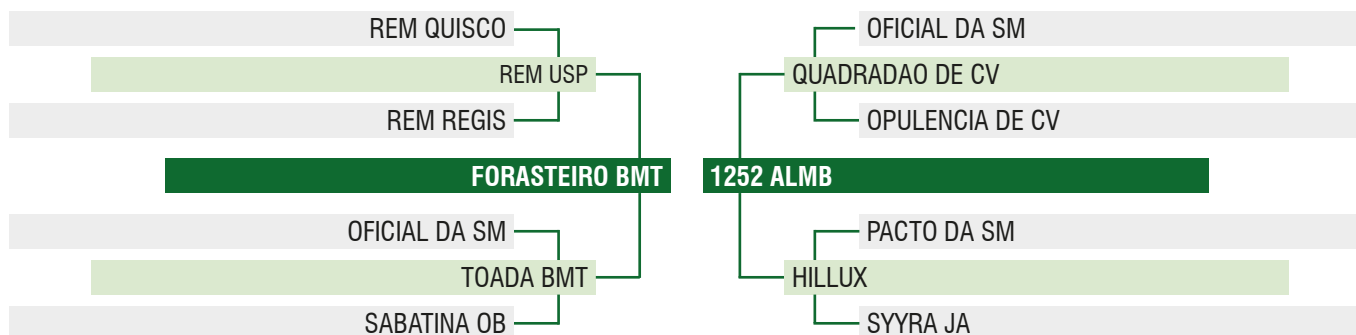 REM QUISCO
OFICIAL DA SM
REM USP
QUADRADAO DE CV
REM REGIS
OPULENCIA DE CV
FORASTEIRO BMT
1252 ALMB
OFICIAL DA SM
PACTO DA SM
TOADA BMT
HILLUX
SABATINA OB
SYYRA JA